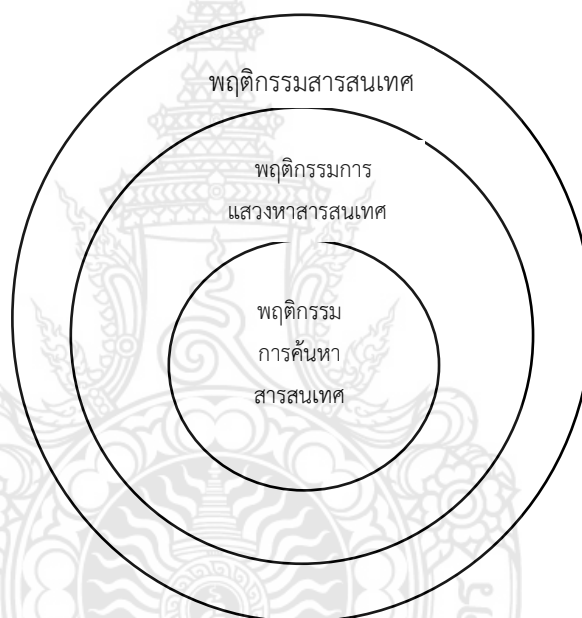 พฤติกรรมสารสนเทศ
พฤติกรรมการ
แสวงหาสารสนเทศ
พฤติกรรม
การค้นหา
สารสนเทศ